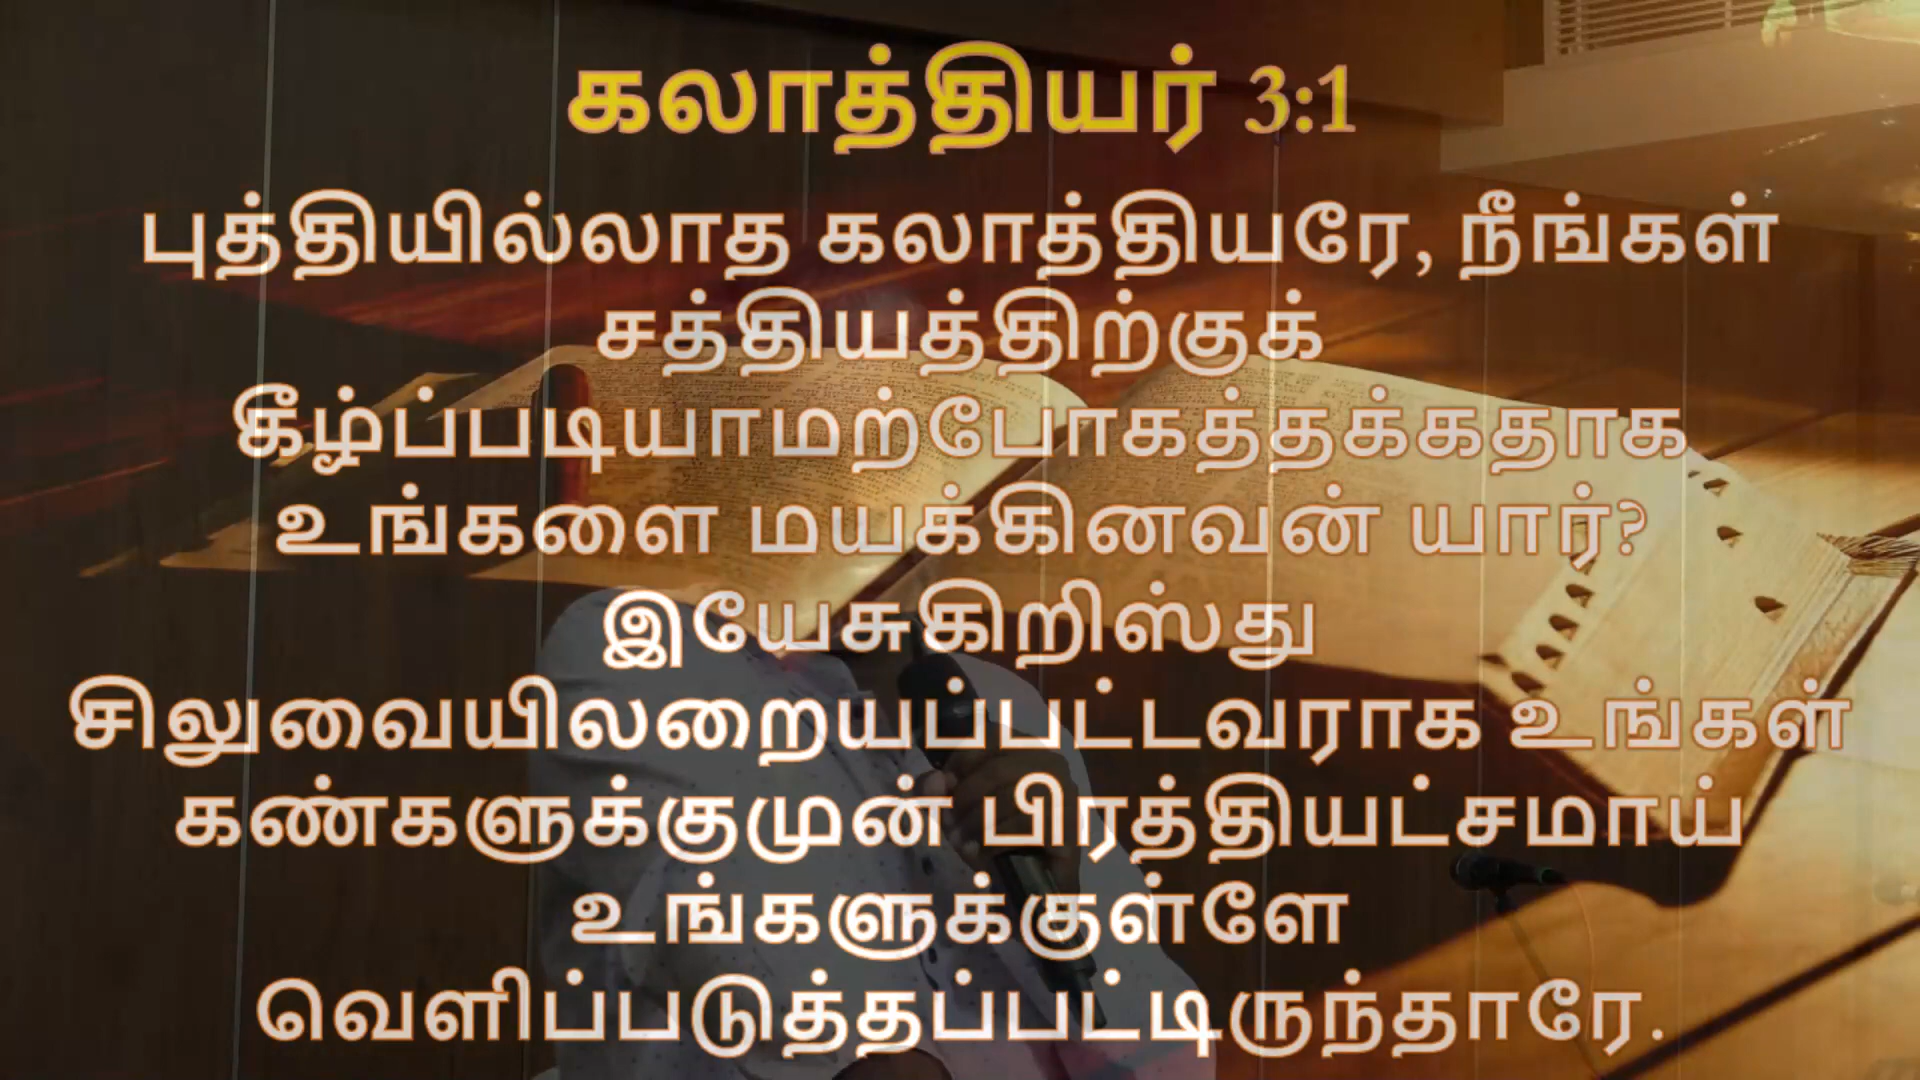 கலாத்தியர் 3:1
புத்தியில்லாத கலாத்தியரே, நீங்கள்
சத்தியத்திற்குக்
கீழ்ப்படியாமற்போகத்தக்கதாக
உங்களை மயக்கினவன் யார்?
இயேசுகிறிஸ்து
சிலுவையிலறையப்பட்டவராக உங்கள்
கண்களுக்குமுன் பிரத்தியட்சமாய்
உங்களுக்குள்ளே
வெளிப்படுத்தப்பட்டிருந்தாரே.